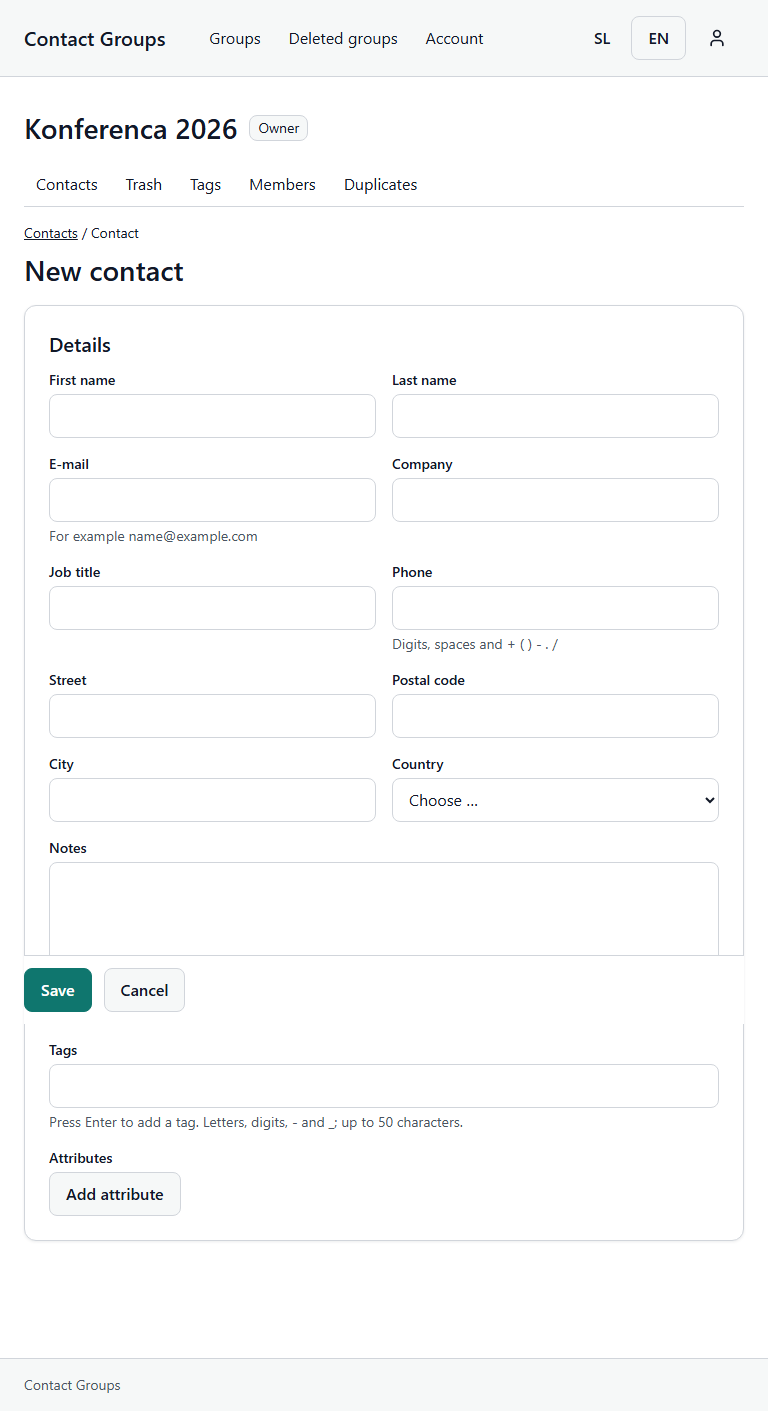 Contact Groups Groups Deleted groups Account SL EN
Konferenca 2026 Owner
Contacts Trash Tags Members Duplicates
Contacts / Contact
New contact
Details
First name Last name
E-mail Company
For example name@example.com
Job title Phone
Digits, spaces and + ( ) - . /
Street Postal code
City Country
Choose ...
Notes
Save Cancel
Tags
Press Enter to add a tag. Letters, digits, - and _; up to 50 characters.
Attributes
Add attribute
Contact Groups